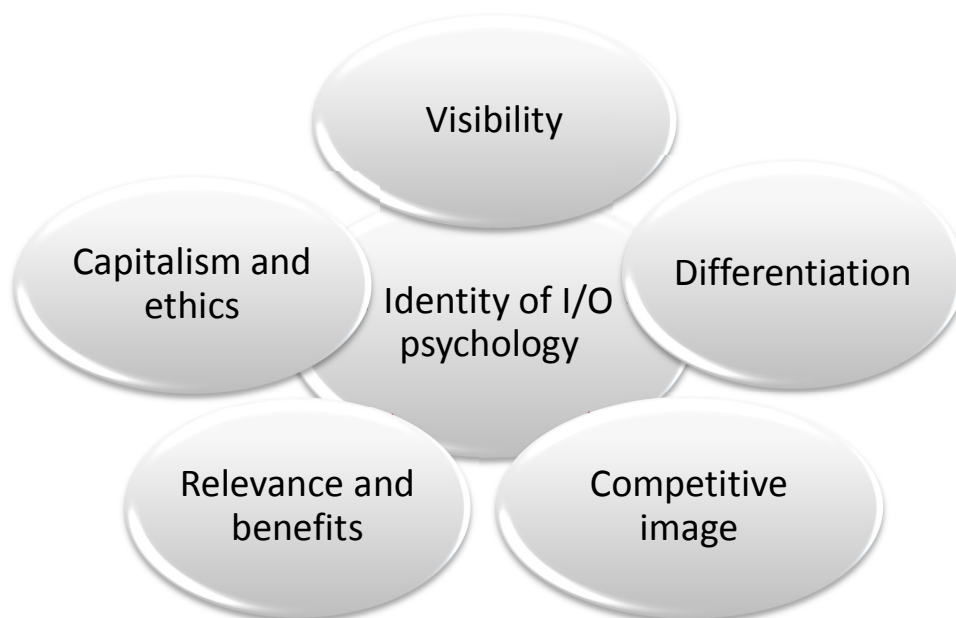 Visibility
Capitalism and
ethics
Identity of I/O
psychology
Differentiation
Relevance and
benefits
Competitive
image